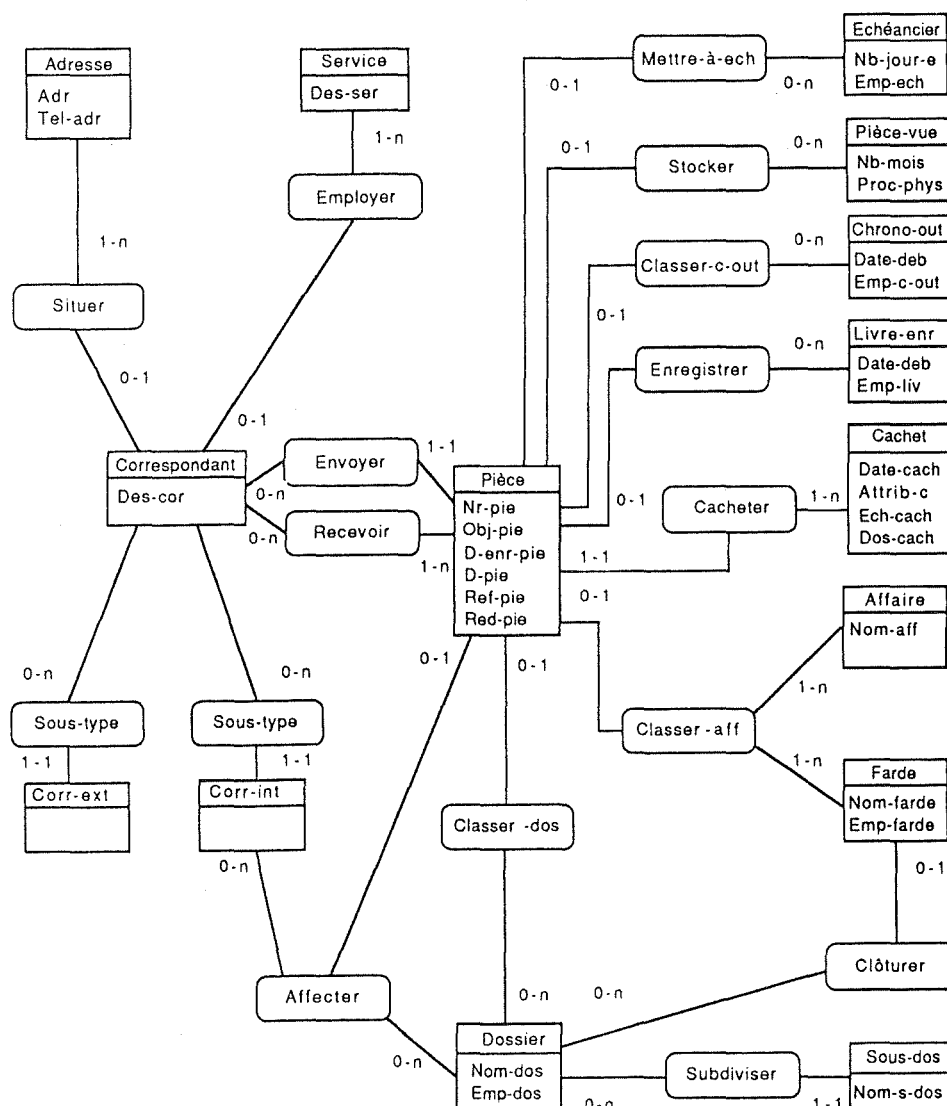 Adresse
Adr
Tel-adr
Service
Des-ser
Mettre-à-ech
0-1
0-n
Echéancier
Nb-jour-e
Emp-ech
1-n
Employer
0-1
Stocker
0-n
Pièce-vue
Nb-mois
Proc-phys
1-n
Situer
Classer-c-out
0-n
0-1
Chrono-out
Date-deb
Emp-c-out
0-1
0-1
Enregistrer
0-n
Livre-enr
Date-deb
Emp-liv
Correspondant
Des-cor
0-n
0-n
Envoyer
Recevoir
1-1
1-n
Pièce
Nr-pie
Obj-pie
D-enr-pie
D-pie
Ref-pie
Red-pie
0-1
1-1
0-1
Cacheter
1-n
Cachet
Date-cach
Attrib-c
Ech-cach
Dos-cach
0-n
Sous-type
1-1
Corr-ext
0-n
Sous-type
1-1
Corr-int
0-n
0-1
0-1
Classer-aff
1-n
1-n
Affaire
Nom-aff
Farde
Nom-farde
Emp-farde
0-1
Classer -dos
Clôturer
Affecter
0-n
0-n
0-n
Dossier
Nom-dos
Emp-dos
0-n
Subdiviser
1-1
Sous-dos
Nom-s-dos